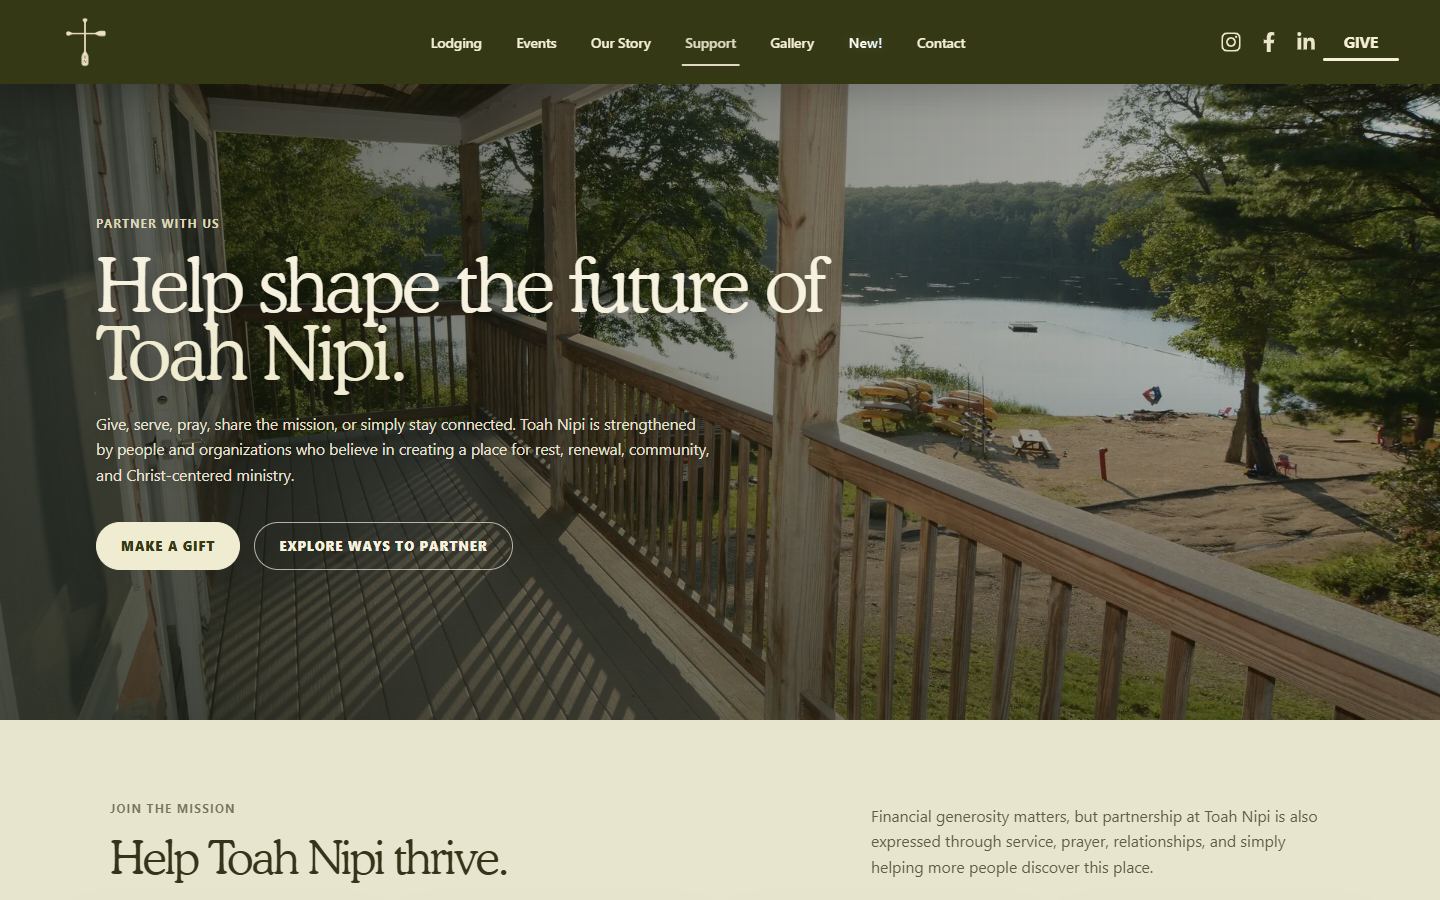 Lodging Events Our Story Support Gallery New! Contact GIVE
PARTNER WITH US
Help shape the future of
Toah Nipi.
Give, serve, pray, share the mission, or simply stay connected. Toah Nipi is strengthened
by people and organizations who believe in creating a place for rest, renewal, community,
and Christ-centered ministry.
MAKE A GIFT EXPLORE WAYS TO PARTNER
JOIN THE MISSION
Help Toah Nipi thrive.
Financial generosity matters, but partnership at Toah Nipi is also
expressed through service, prayer, relationships, and simply
helping more people discover this place.